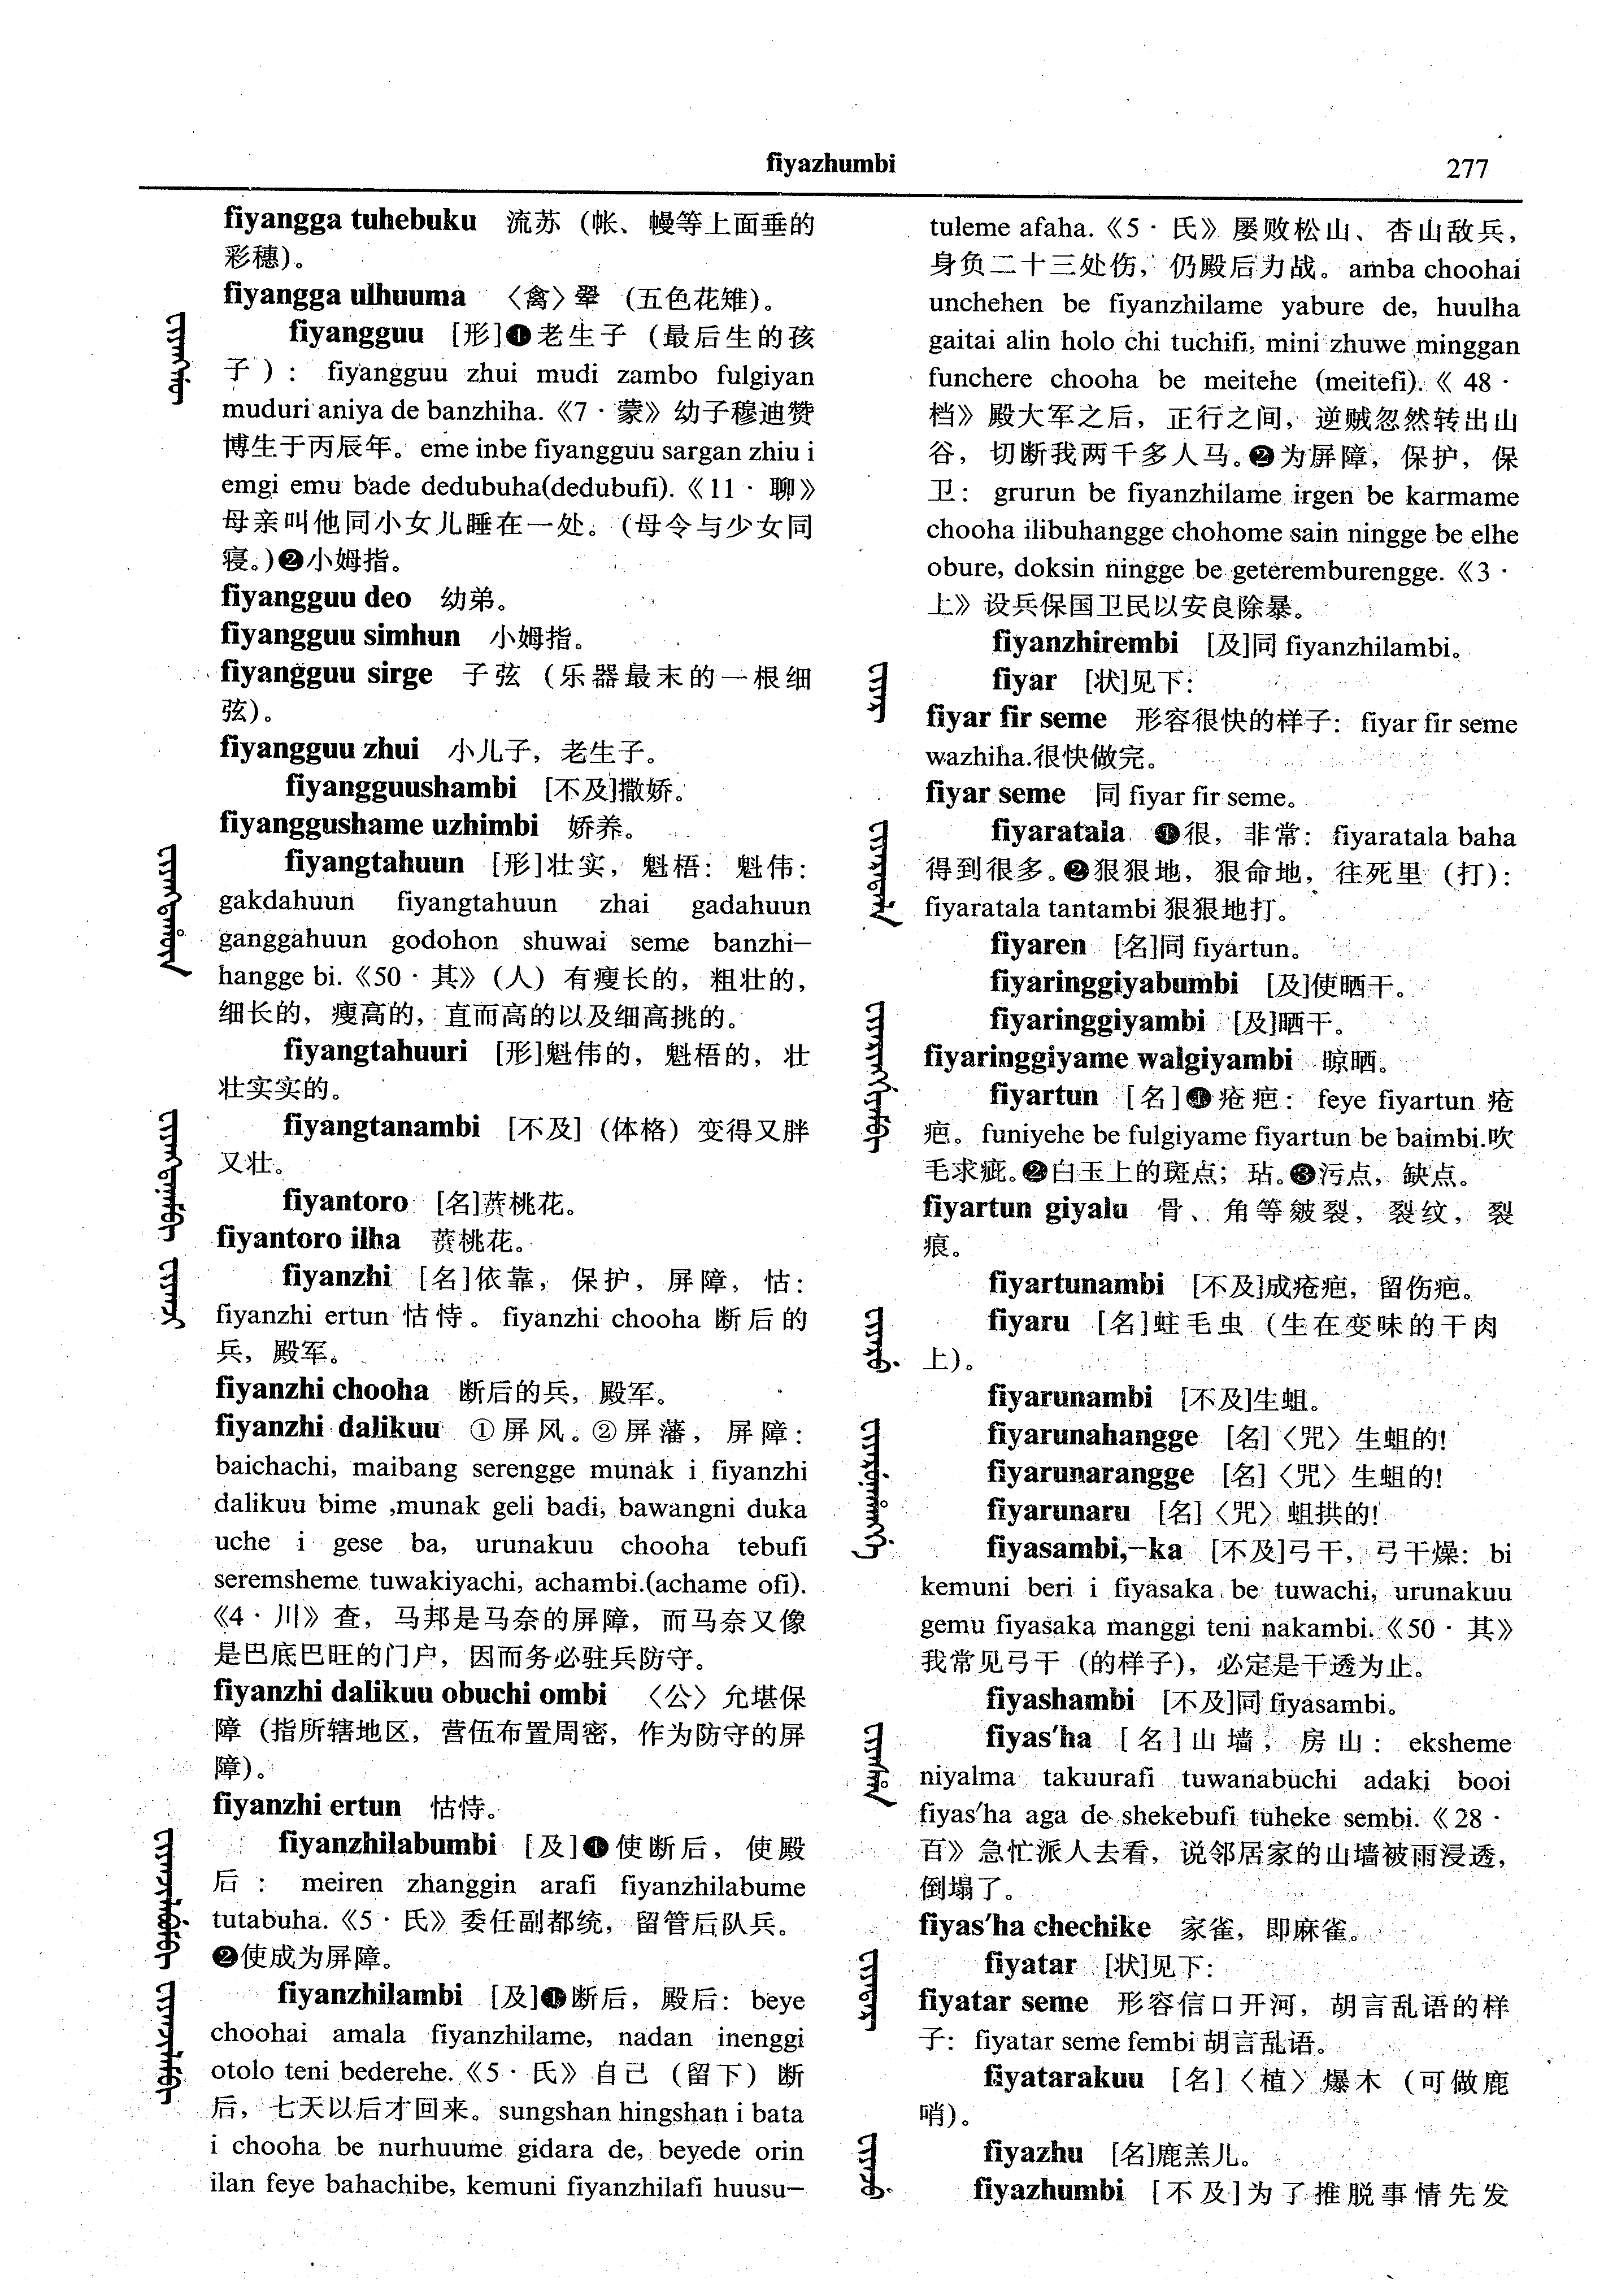 fiyazhumbi
277
fiyangga tuhebuku 流苏 (帐、幔等上面垂的
彩穗)。
fiyangga ulhuuma 〈禽〉翚 (五色花雉)。
fiyangguu [形]❶老生子 (最后生的孩
子): fiyangguu zhui mudi zambo fulgiyan
muduri aniya de banzhiha.《7·蒙》幼子穆迪赞
博生于丙辰年。eme inbe fiyangguu sargan zhiu i
emgi emu bade dedubuha(dedubufi).《11·聊》
母亲叫他同小女儿睡在一处。(母令与少女同
寝。)❷小姆指。
fiyangguu deo 幼弟。
fiyangguu simhun 小姆指。
fiyangguu sirge 子弦 (乐器最末的一根细
弦)。
fiyangguu zhui 小儿子, 老生子。
fiyangguushambi [不及]撒娇。
fiyanggushame uzhimbi 娇养。
fiyangtahuun [形]壮实, 魁梧: 魁伟:
gakdahuun fiyangtahuun zhai gadahuun
ganggahuun godohon shuwai seme banzhi-
hangge bi.《50·其》(人) 有瘦长的, 粗壮的,
细长的, 瘦高的, 直而高的以及细高挑的。
fiyangtahuuri [形]魁伟的, 魁梧的, 壮
壮实实的。
fiyangtanambi [不及] (体格) 变得又胖
又壮。
fiyantoro [名]蒉桃花。
fiyantoro ilha 蒉桃花。
fiyanzhi [名]依靠, 保护, 屏障, 怙:
fiyanzhi ertun 怙恃。fiyanzhi chooha 断后的
兵, 殿军。
fiyanzhi chooha 断后的兵, 殿军。
fiyanzhi dalikuu ①屏风。②屏藩, 屏障:
baichachi, maibang serengge munak i fiyanzhi
dalikuu bime ,munak geli badi, bawangni duka
uche i gese ba, urunakuu chooha tebufi
seremsheme tuwakiyachi, achambi.(achame ofi).
《4·川》查, 马邦是马奈的屏障, 而马奈又像
是巴底巴旺的门户, 因而务必驻兵防守。
fiyanzhi dalikuu obuchi ombi 〈公〉允堪保
障 (指所辖地区, 营伍布置周密, 作为防守的屏
障)。
fiyanzhi ertun 怙恃。
fiyanzhilabumbi [及]❶使断后, 使殿
后: meiren zhanggin arafi fiyanzhilabume
tutabuha.《5·氏》委任副都统, 留管后队兵。
❷使成为屏障。
fiyanzhilambi [及]❶断后, 殿后: beye
choohai amala fiyanzhilame, nadan inenggi
otolo teni bederehe.《5·氏》自己 (留下) 断
后, 七天以后才回来。sungshan hingshan i bata
i chooha be nurhuume gidara de, beyede orin
ilan feye bahachibe, kemuni fiyanzhilafi huusu-
tuleme afaha.《5·氏》屡败松山、杏山敌兵,
身负二十三处伤, 仍殿后力战。amba choohai
unchehen be fiyanzhilame yabure de, huulha
gaitai alin holo chi tuchifi, mini zhuwe minggan
funchere chooha be meitehe (meitefi).《48·
档》殿大军之后, 正行之间, 逆贼忽然转出山
谷, 切断我两千多人马。❷为屏障, 保护, 保
卫: grurun be fiyanzhilame irgen be karmame
chooha ilibuhangge chohome sain ningge be elhe
obure, doksin ningge be geteremburengge.《3·
上》设兵保国卫民以安良除暴。
fiyanzhirembi [及]同 fiyanzhilambi。
fiyar [状]见下:
fiyar fir seme 形容很快的样子: fiyar fir seme
wazhiha.很快做完。
fiyar seme 同 fiyar fir seme。
fiyaratala ❶很, 非常: fiyaratala baha
得到很多。❷狠狠地, 狠命地, 往死里 (打):
fiyaratala tantambi 狠狠地打。
fiyaren [名]同 fiyartun。
fiyaringgiyabumbi [及]使晒干。
fiyaringgiyambi [及]晒干。
fiyaringgiyame walgiyambi 晾晒。
fiyartun [名]❶疮疤: feye fiyartun 疮
疤。funiyehe be fulgiyame fiyartun be baimbi.吹
毛求疵。❷白玉上的斑点; 玷。❸污点, 缺点。
fiyartun giyalu 骨、角等皴裂, 裂纹, 裂
痕。
fiyartunambi [不及]成疮疤, 留伤疤。
fiyaru [名]蛀毛虫 (生在变味的干肉
上)。
fiyarunambi [不及]生蛆。
fiyarunahangge [名]〈咒〉生蛆的!
fiyarunarangge [名]〈咒〉生蛆的!
fiyarunaru [名]〈咒〉蛆拱的!
fiyasambi,-ka [不及]弓干, 弓干燥: bi
kemuni beri i fiyasaka be tuwachi, urunakuu
gemu fiyasaka manggi teni nakambi.《50·其》
我常见弓干 (的样子), 必定是干透为止。
fiyashambi [不及]同 fiyasambi。
fiyas'ha [名]山墙, 房山: eksheme
niyalma takuurafi tuwanabuchi adaki booi
fiyas'ha aga de shekebufi tuheke sembi.《28·
百》急忙派人去看, 说邻居家的山墙被雨浸透,
倒塌了。
fiyas'ha chechike 家雀, 即麻雀。
fiyatar [状]见下:
fiyatar seme 形容信口开河, 胡言乱语的样
子: fiyatar seme fembi 胡言乱语。
fiyatarakuu [名]〈植〉爆木 (可做鹿
哨)。
fiyazhu [名]鹿羔儿。
fiyazhumbi [不及]为了推脱事情先发